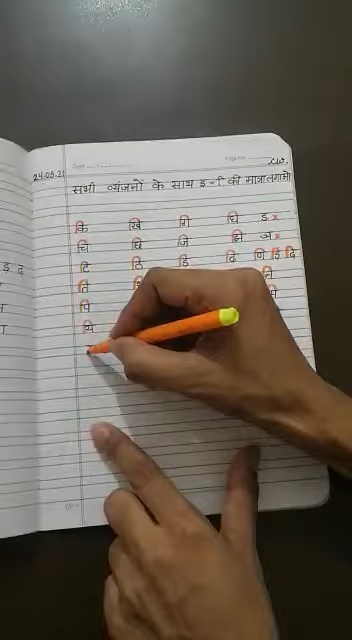 24.05.21
C.W.
सभी व्यंजनों के साथ इ - ि की मात्रा लगाओ
कि खि गि घि ङ x
चि छि जि झि ञ x
टि ठि डि ढि णि ड़ि ढ़ि
ति नि
पि
यि